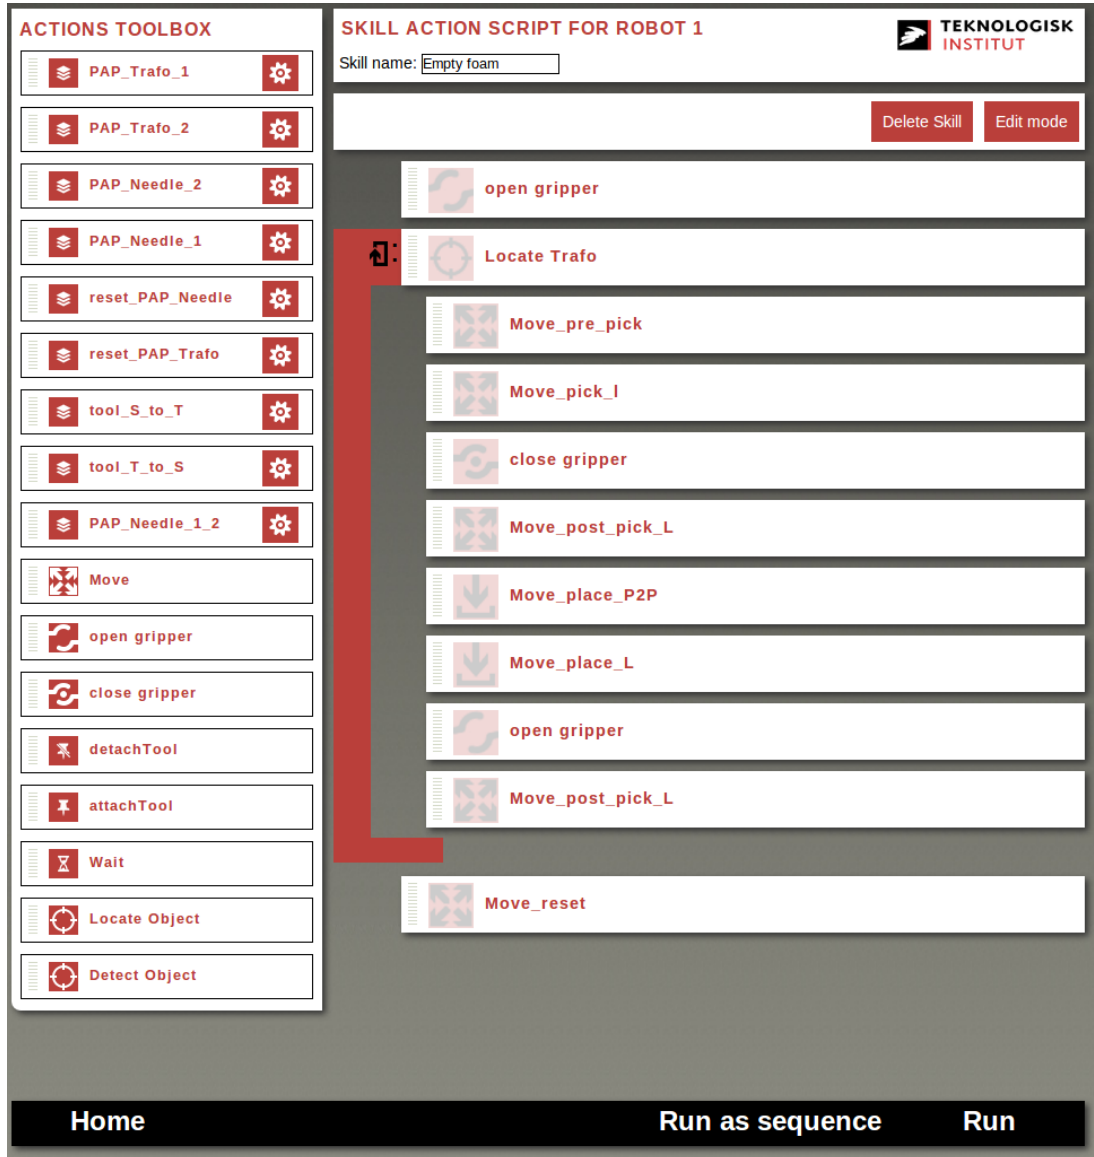 ACTIONS TOOLBOX
PAP_Trafo_1
PAP_Trafo_2
PAP_Needle_2
PAP_Needle_1
reset_PAP_Needle
reset_PAP_Trafo
tool_S_to_T
tool_T_to_S
PAP_Needle_1_2
Move
open gripper
close gripper
detachTool
attachTool
Wait
Locate Object
Detect Object
SKILL ACTION SCRIPT FOR ROBOT 1
TEKNOLOGISK
INSTITUT
Skill name: Empty foam
Delete Skill Edit mode
open gripper
Locate Trafo
Move_pre_pick
Move_pick_l
close gripper
Move_post_pick_L
Move_place_P2P
Move_place_L
open gripper
Move_post_pick_L
Move_reset
Home Run as sequence Run